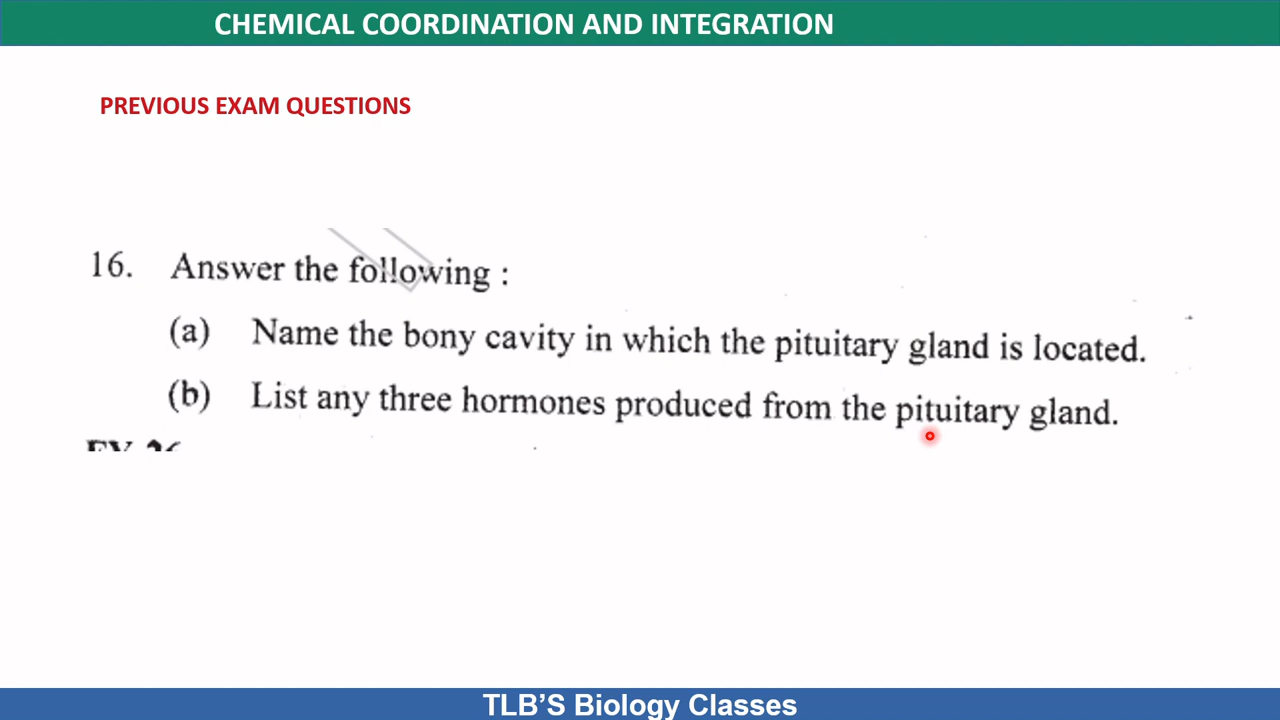 CHEMICAL COORDINATION AND INTEGRATION
PREVIOUS EXAM QUESTIONS
16. Answer the following :
(a) Name the bony cavity in which the pituitary gland is located.
(b) List any three hormones produced from the pituitary gland.
TLB'S Biology Classes